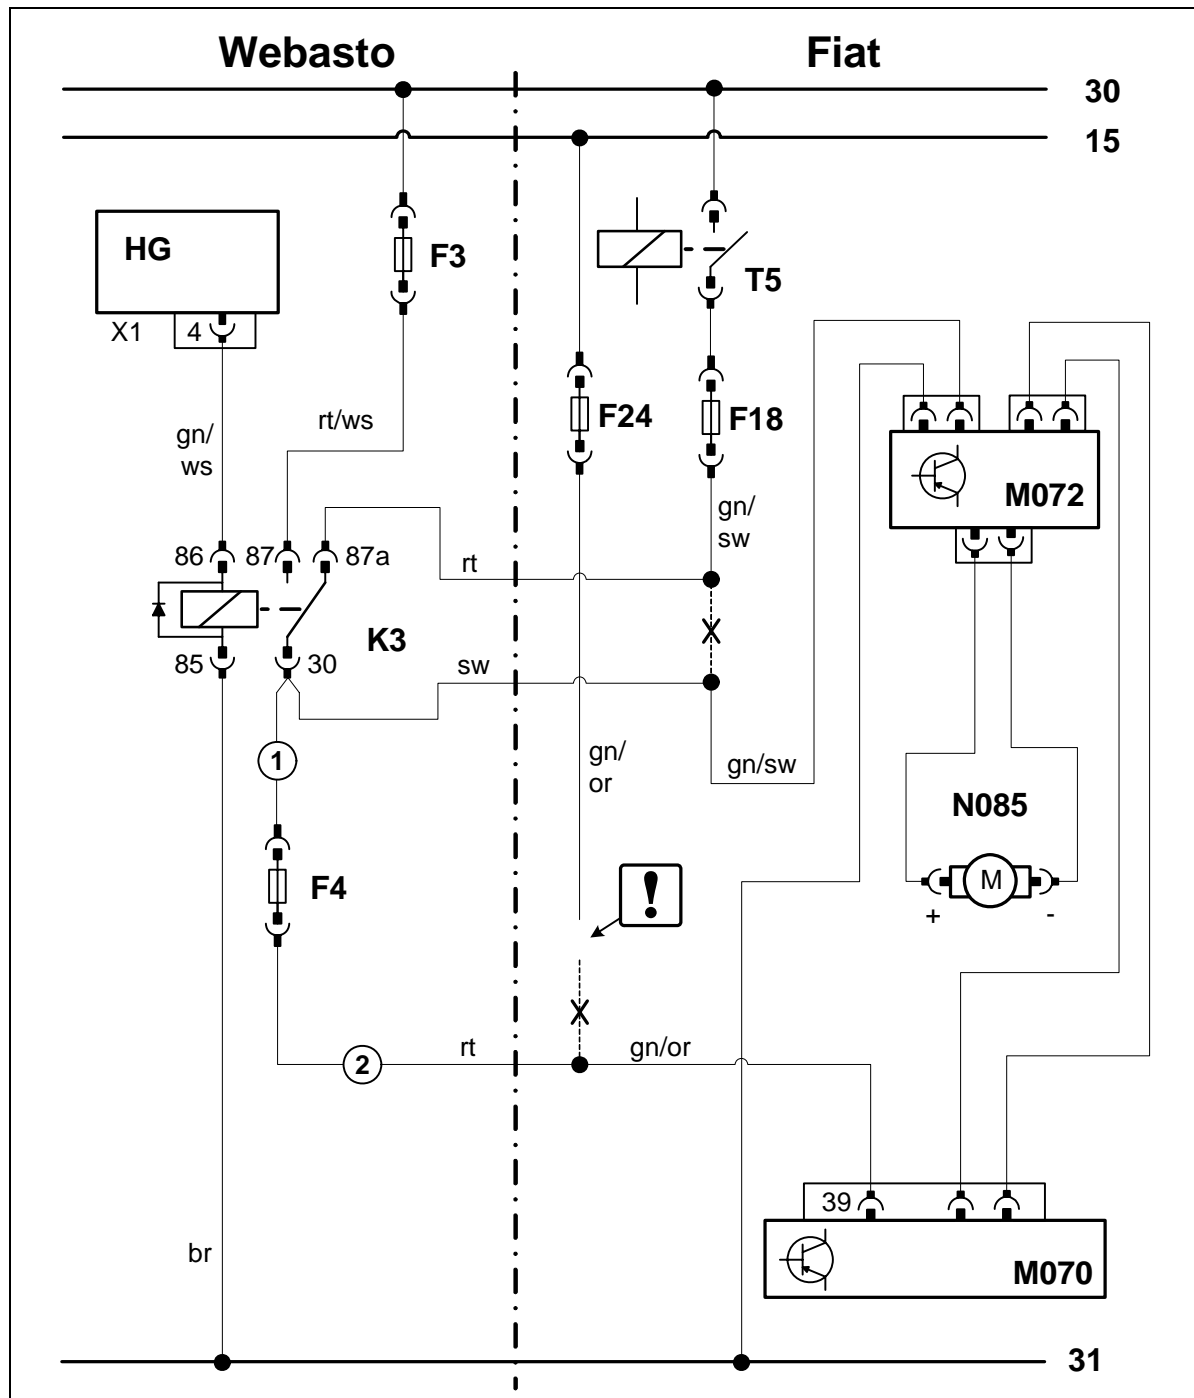 Webasto Fiat
30
15
HG
F3
T5
X1 4
F24 F18
rt/ws
gn/
ws
M072
gn/
sw
86 87 87a
rt
K3
85 30
sw
gn/
or
gn/sw
1
N085
F4
!
M
+ -
rt gn/or
2
39
br
M070
31